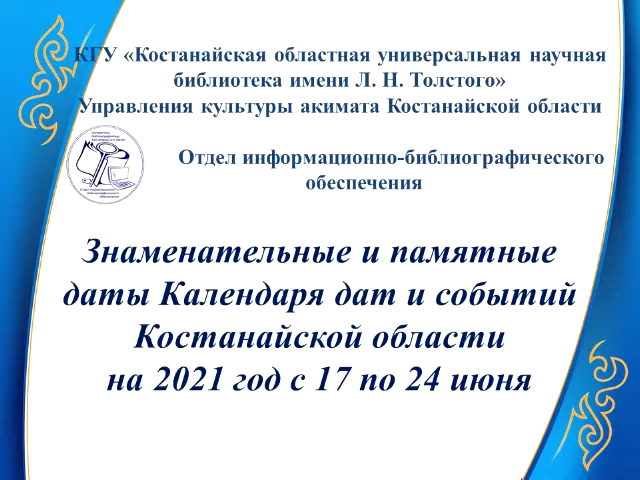 КГУ «Костанайская областная универсальная научная
библиотека имени Л. Н. Толстого»
Управления культуры акимата Костанайской области
Отдел информационно-библиографического
обеспечения
Знаменательные и памятные
даты Календаря дат и событий
Костанайской области
на 2021 год с 17 по 24 июня